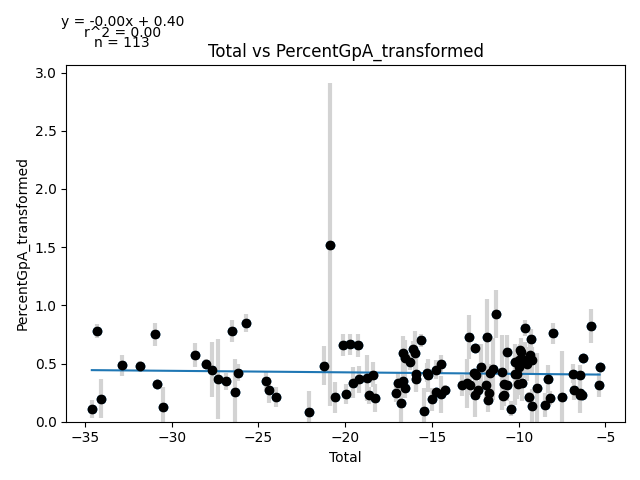 y = -0.00x + 0.40
r^2 = 0.00
n = 113
Total vs PercentGpA_transformed
3.0
2.5
2.0
1.5
1.0
0.5
0.0
PercentGpA_transformed
−35
−30
−25
−20
−15
−10
−5
Total